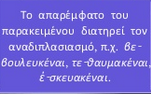 Το απαρέμφατο του
παρακειμένου διατηρεί τον
αναδιπλασιασμό, π.χ. βε-
βουλευκέναι, τε-θαυμακέναι,
ἐ-σκευακέναι.